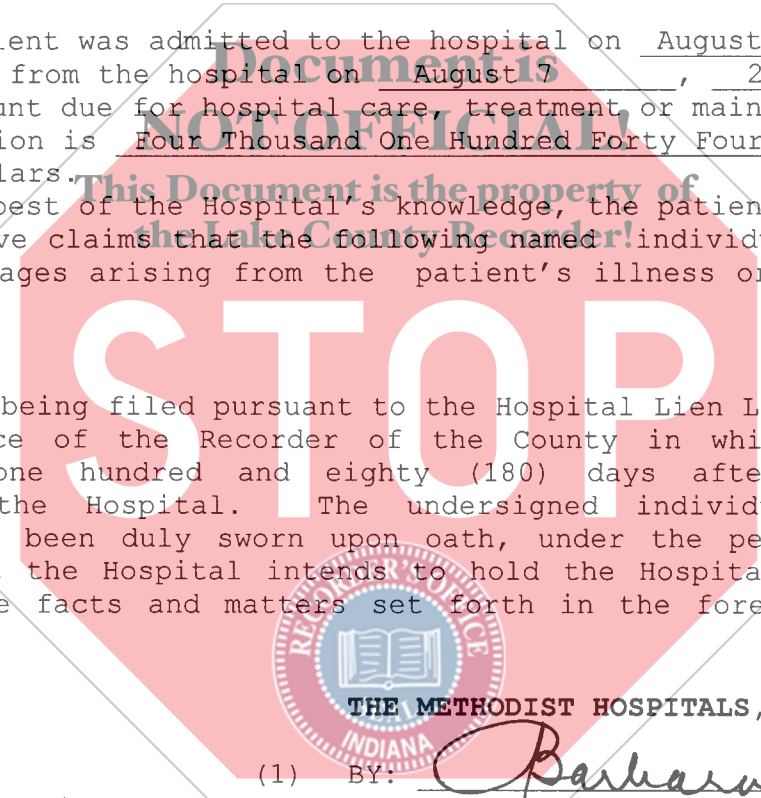 ient was admitted to the hospital on August
Document is
from the hospital on August 7 , 2
unt due for hospital care, treatment or main
NOT OFFICIAL!
ion is Four Thousand One Hundred Forty Four
lars.
This Document is the property of
best of the Hospital's knowledge, the patien
the Lake County Recorder!
ve claims that the following named individ
ages arising from the patient's illness or
STOP
being filed pursuant to the Hospital Lien L
ce of the Recorder of the County in whi
one hundred and eighty (180) days afte
the Hospital. The undersigned individ
been duly sworn upon oath, under the pe
the Hospital intends to hold the Hospita
e facts and matters set forth in the fore
RECORDER'S OFFICE
SEAL
INDIANA
THE METHODIST HOSPITALS,
(1) BY: Barbara